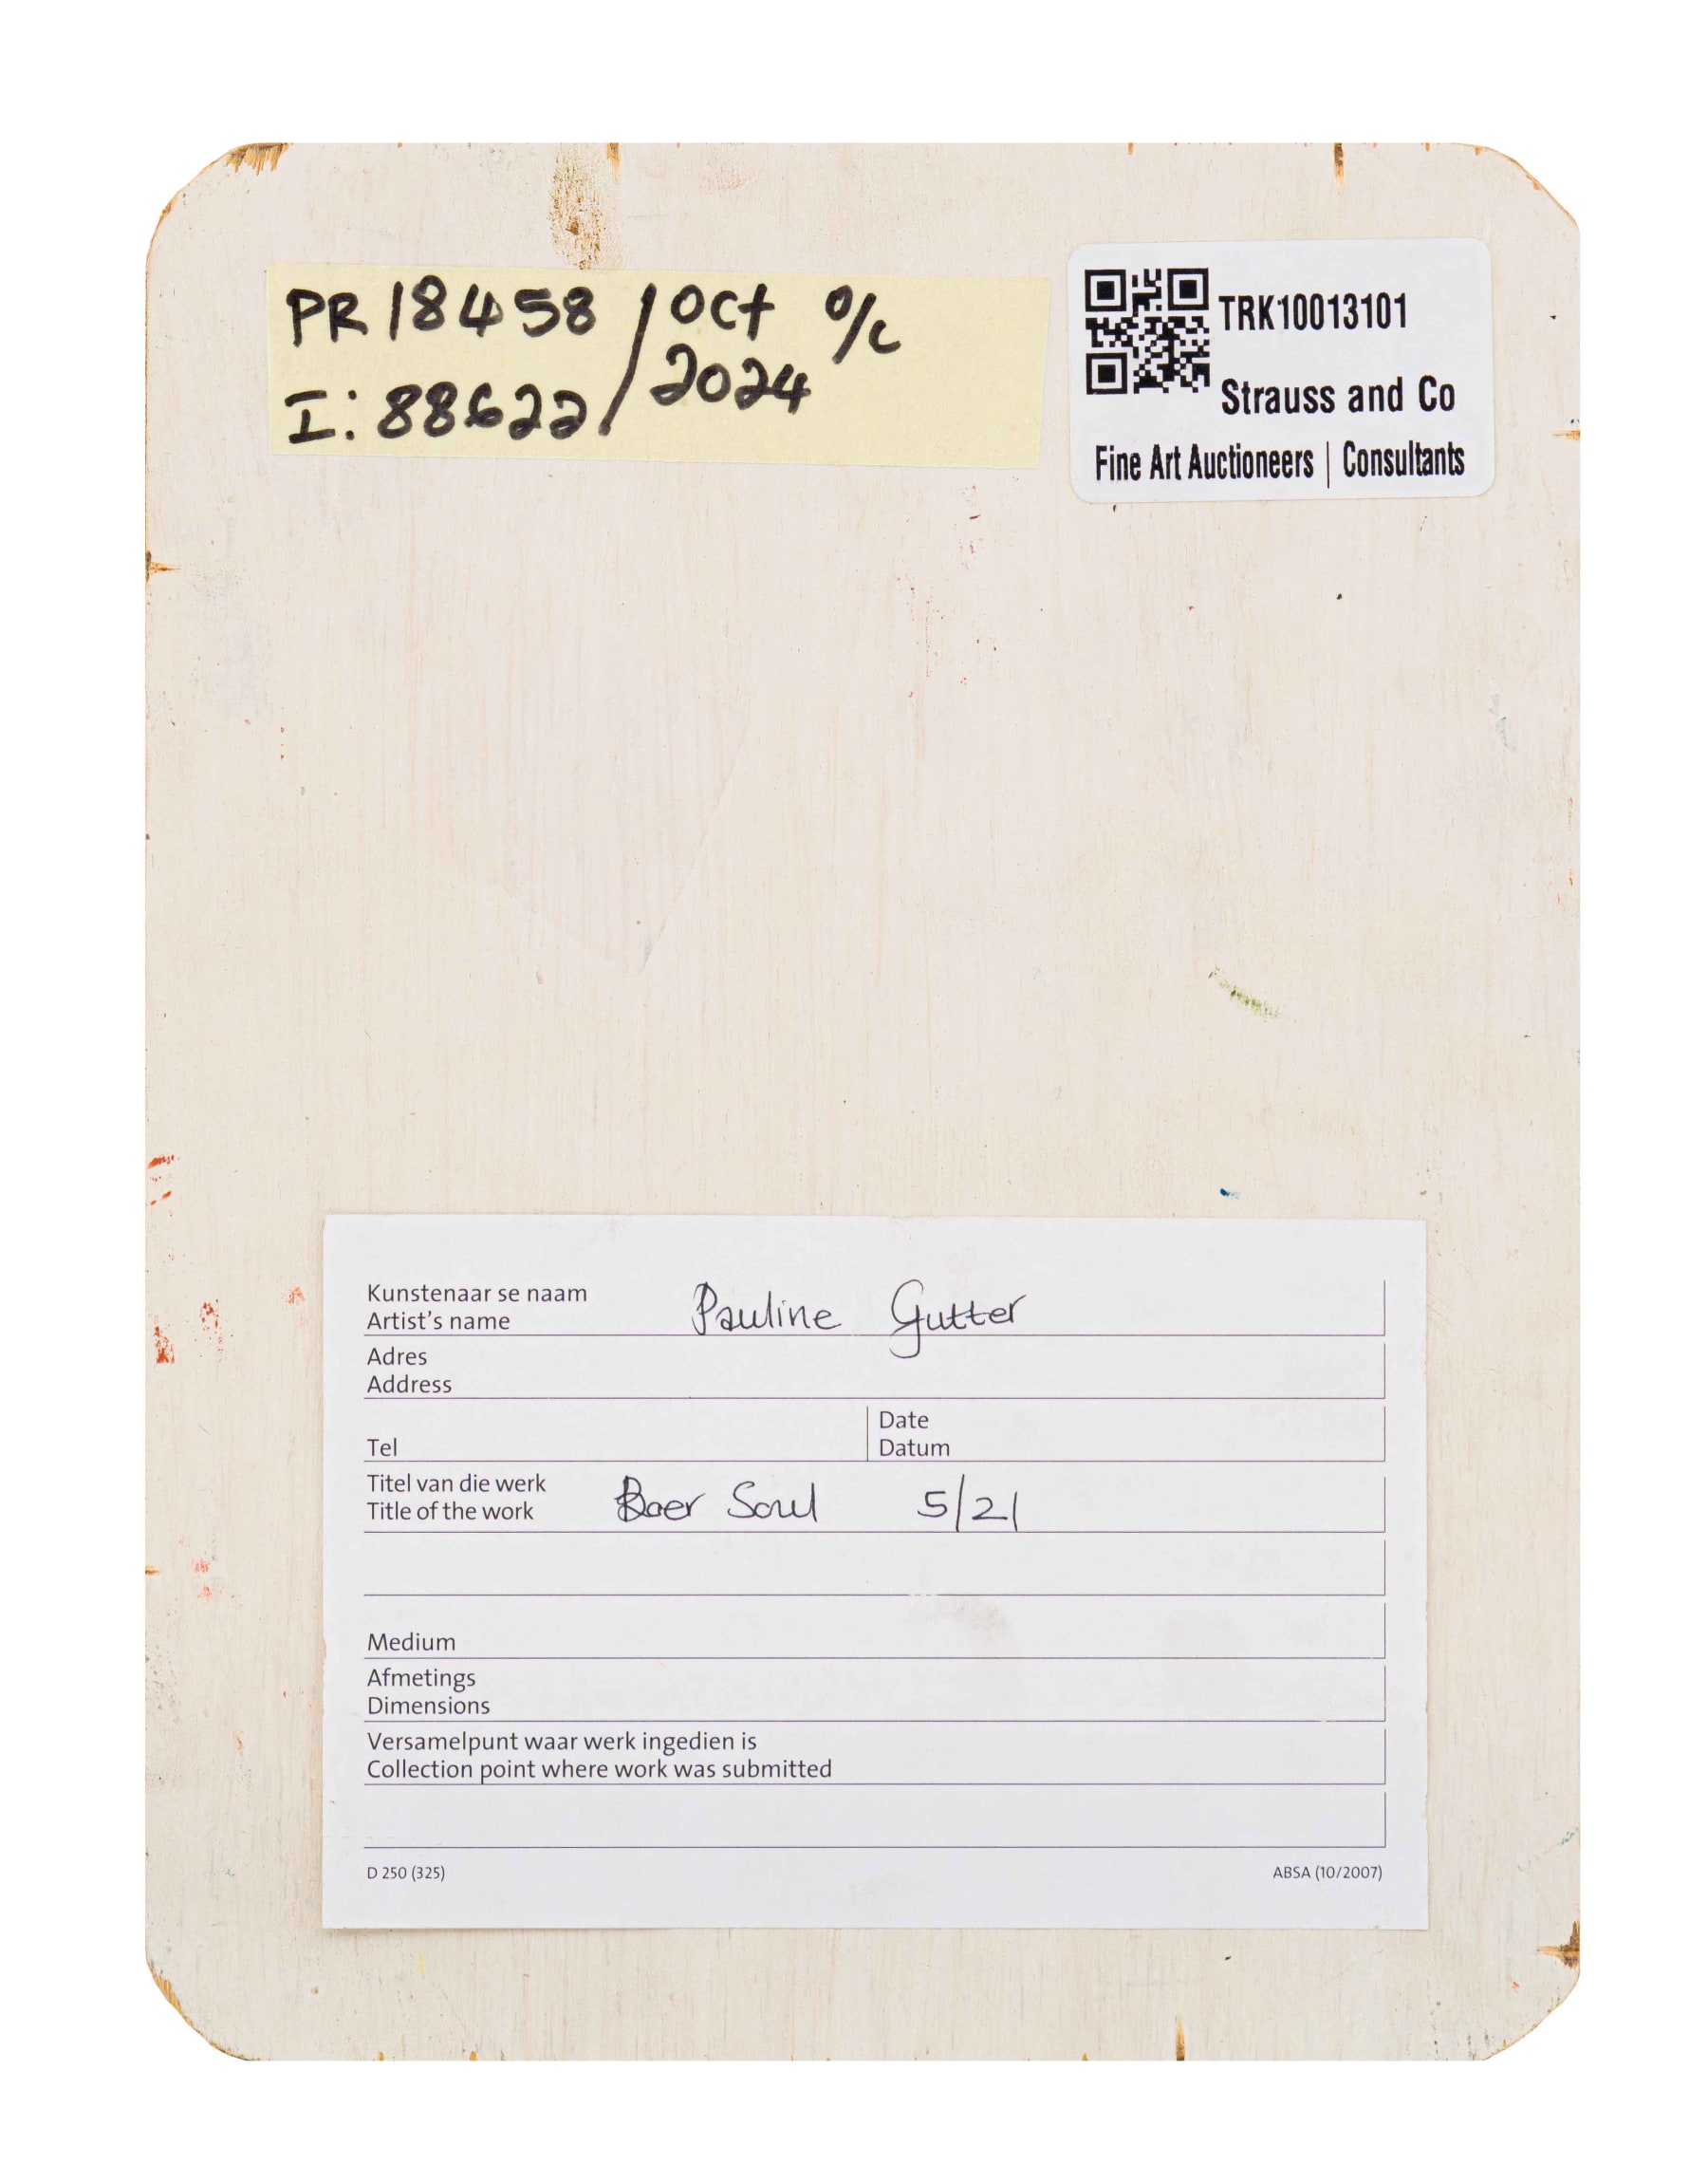 PR 18458 / Oct o/c
I: 88622 / 2024
TRK10013101
Strauss and Co
Fine Art Auctioneers | Consultants
Kunstenaar se naam
Artist's name Pauline Gutter
Adres
Address
Date
Tel Datum
Titel van die werk
Title of the work Boer Soul 5/21
Medium
Afmetings
Dimensions
Versamelpunt waar werk ingedien is
Collection point where work was submitted
D 250 (325) ABSA (10/2007)